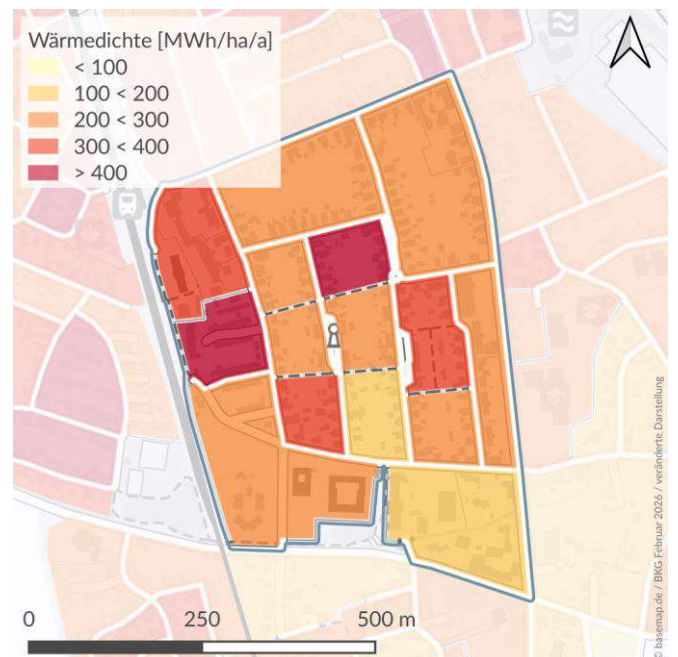 Wärmedichte [MWh/ha/a]
< 100
100 < 200
200 < 300
300 < 400
> 400
© basemap.de / BKG Februar 2026 / veränderte Darstellung
0 250 500 m